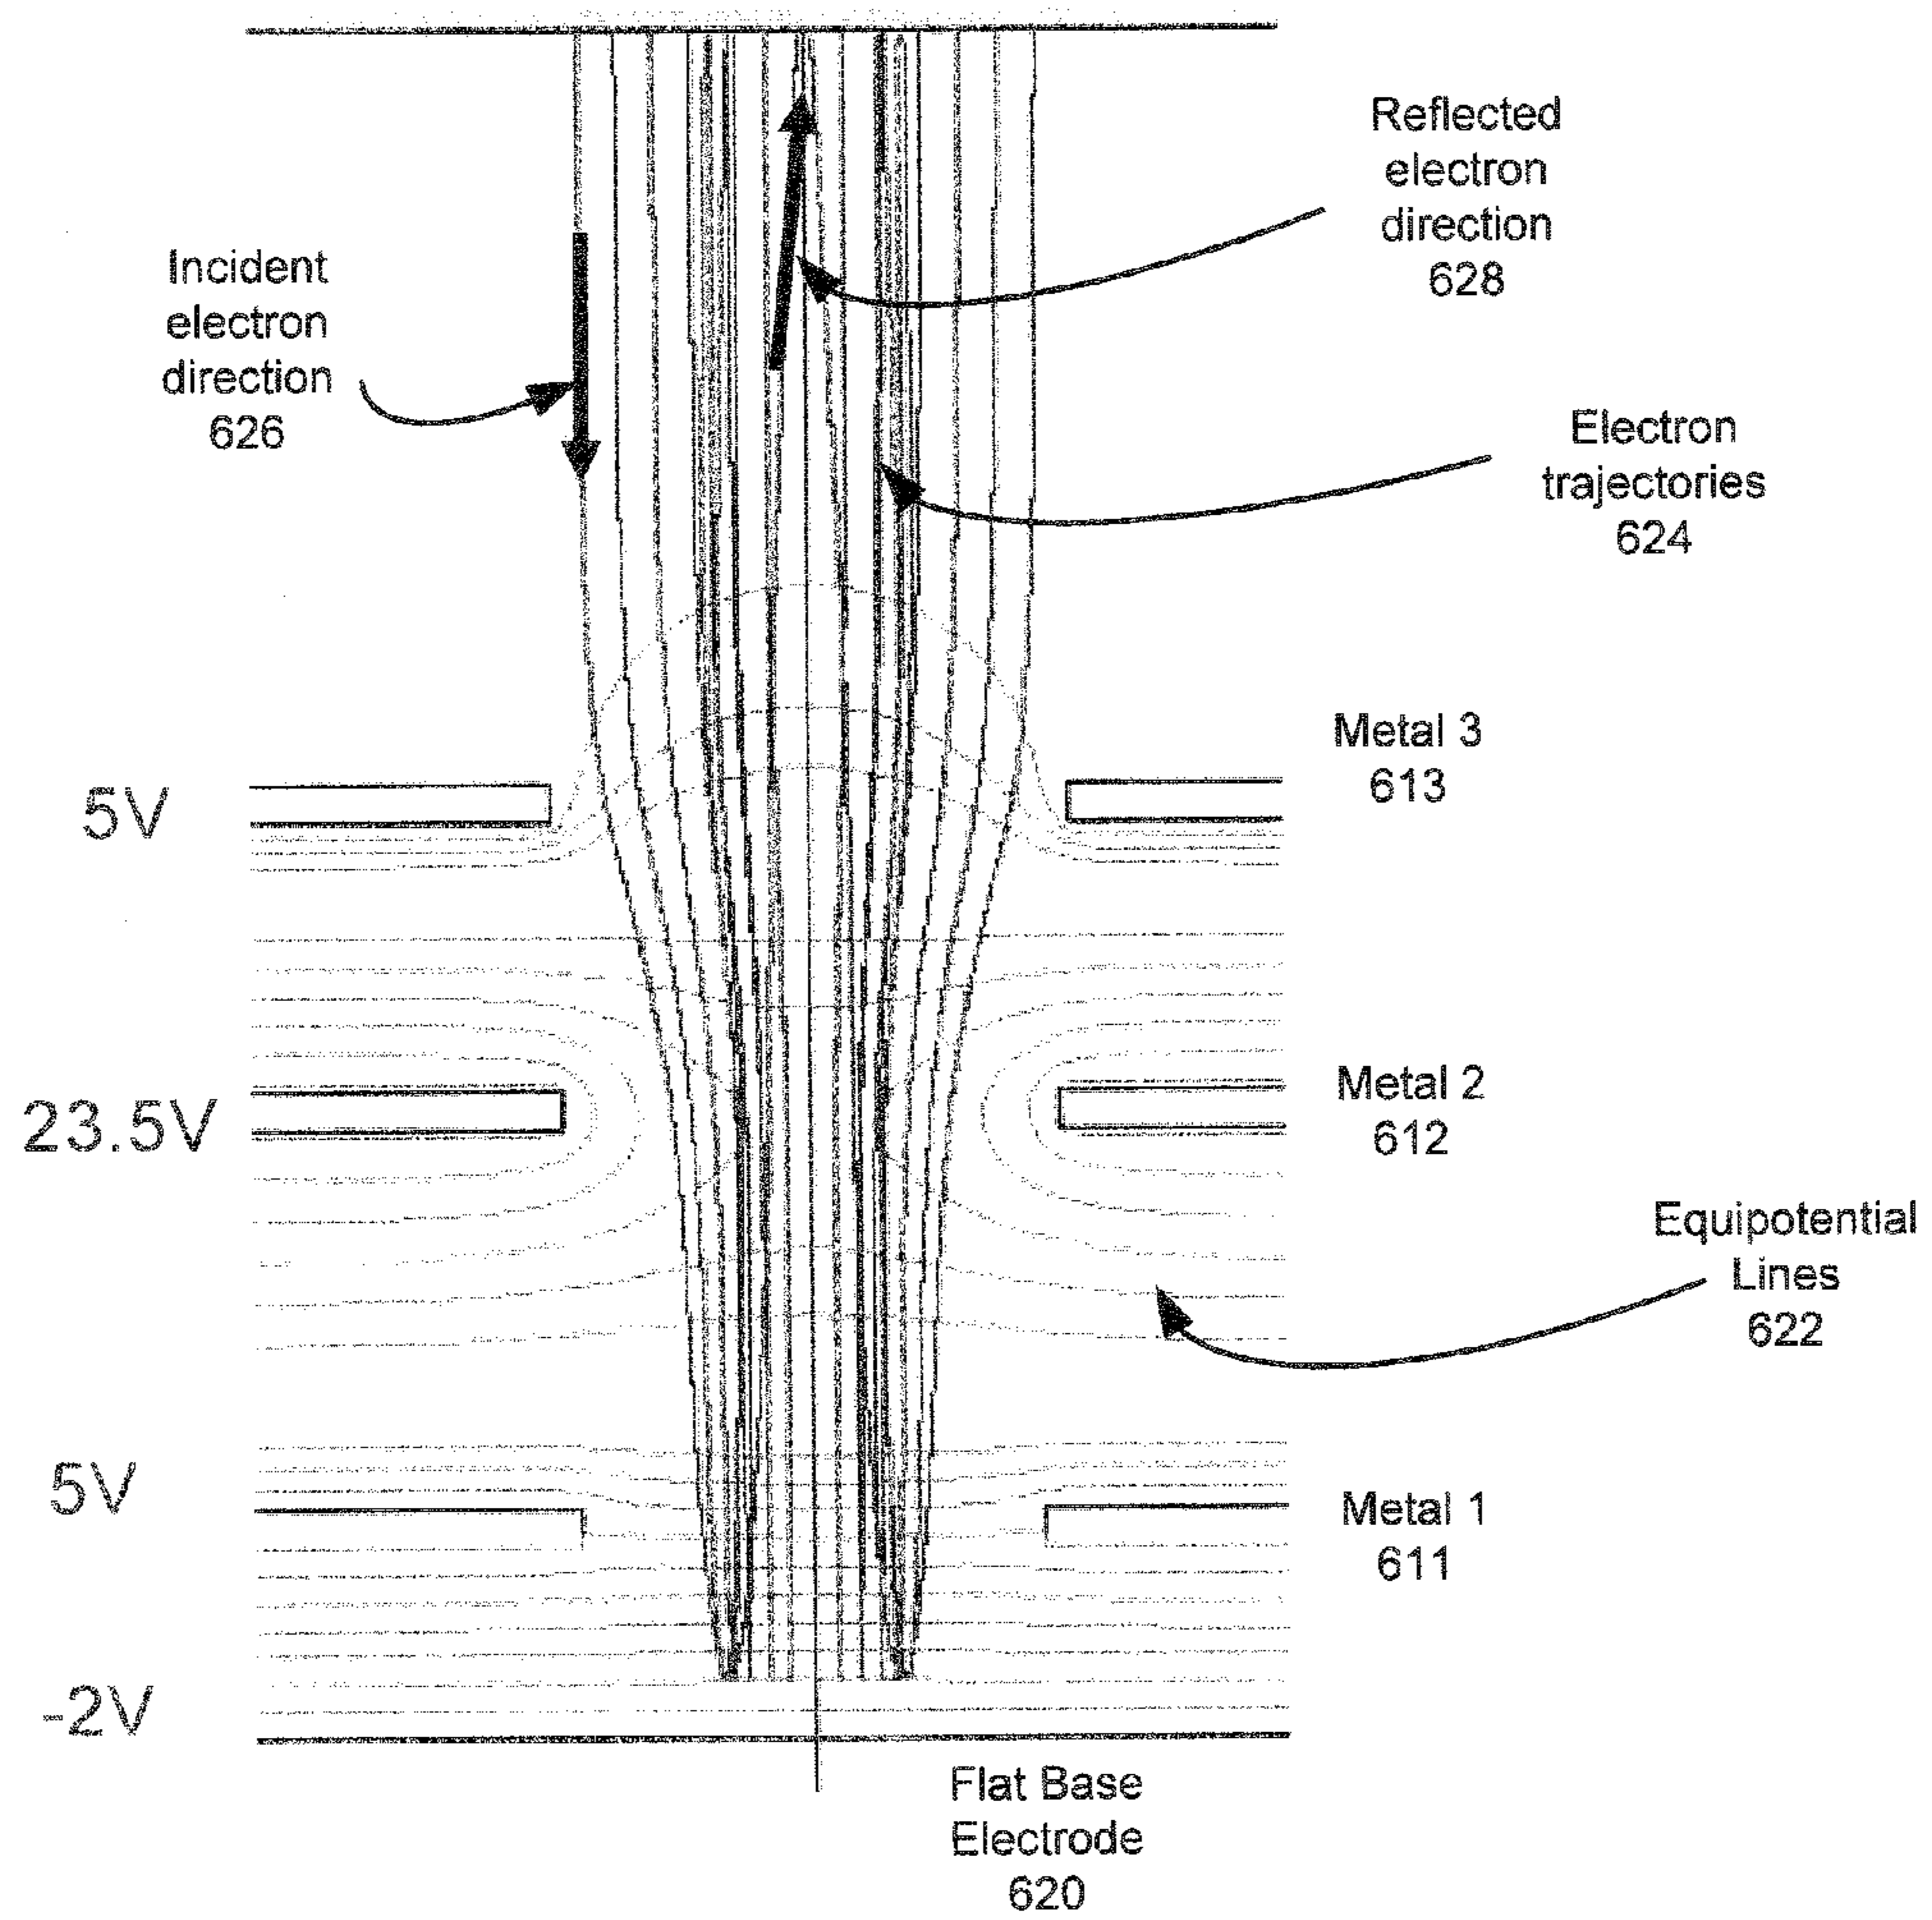 Reflected
electron
direction
628
Incident
electron
direction
626
Electron
trajectories
624
Metal 3
613
5V
Metal 2
612
23.5V
Equipotential
Lines
622
5V
Metal 1
611
-2V
Flat Base
Electrode
620